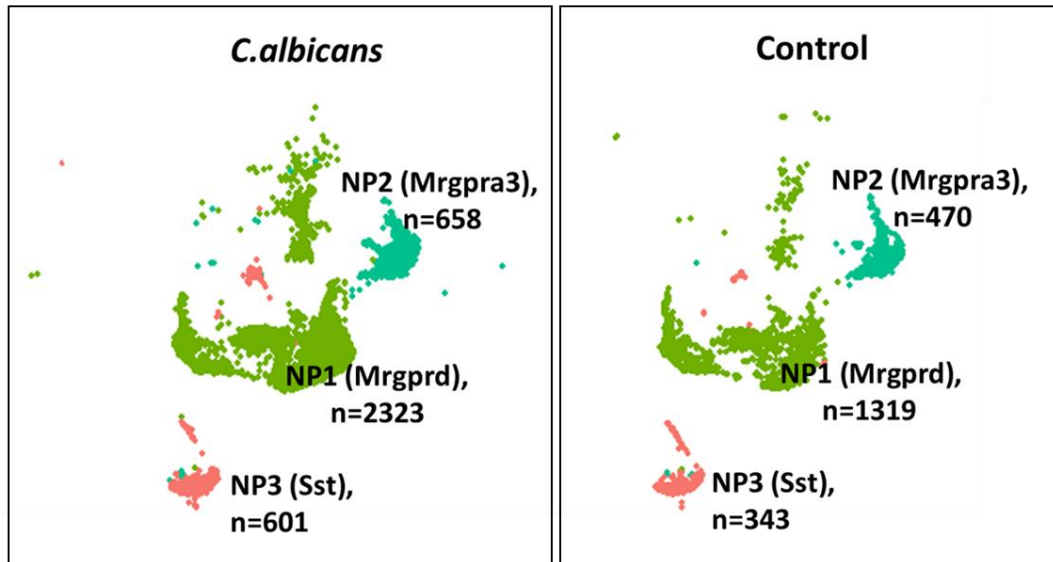 C.albicans
NP2 (Mrgpra3),
n=658
NP1 (Mrgprd),
n=2323
NP3 (Sst),
n=601
Control
NP2 (Mrgpra3),
n=470
NP1 (Mrgprd),
n=1319
NP3 (Sst),
n=343